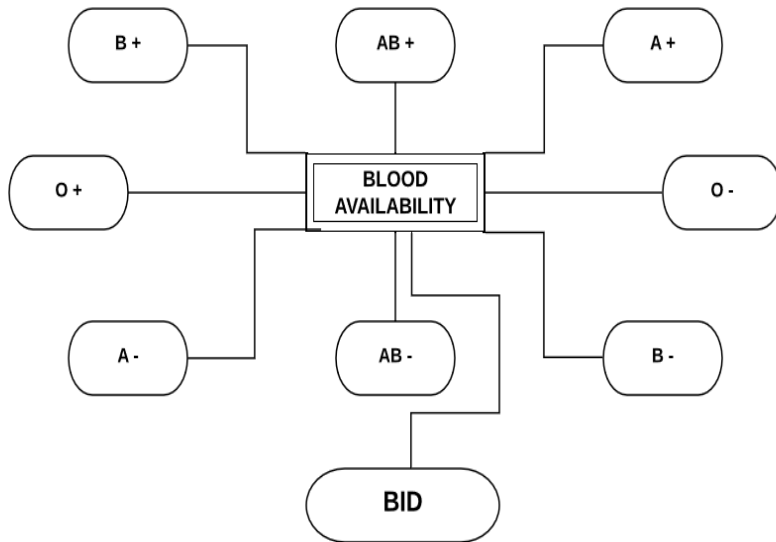 B +
AB +
A +
O +
BLOOD
AVAILABILITY
O -
A -
AB -
B -
BID